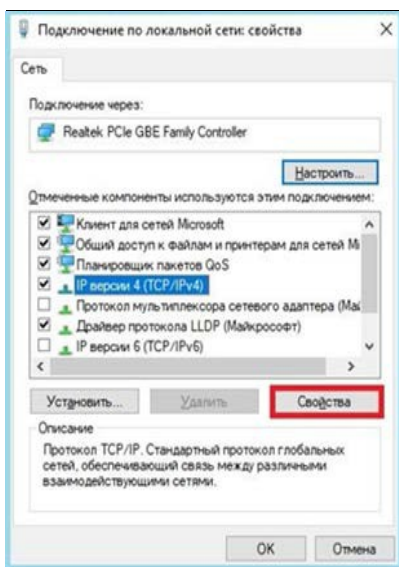 Подключение по локальной сети: свойства
Сеть
Подключение через:
Realtek PCIe GBE Family Controller
Настроить...
Отмеченные компоненты используются этим подключением:
Клиент для сетей Microsoft
Общий доступ к файлам и принтерам для сетей Mi
Планировщик пакетов QoS
IP версии 4 (TCP/IPv4)
Протокол мультиплексора сетевого адаптера (Май
Драйвер протокола LLDP (Майкрософт)
IP версии 6 (TCP/IPv6)
Установить... Удалить Свойства
Описание
Протокол TCP/IP. Стандартный протокол глобальных
сетей, обеспечивающий связь между различными
взаимодействующими сетями.
OK Отмена